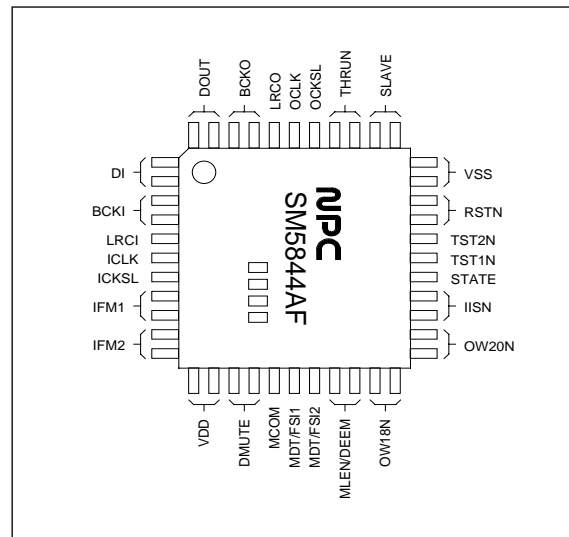 DOUT
BCKO
LRCO
OCLK
OCKSL
THRUN
SLAVE
DI
BCKI
LRCI
ICLK
ICKSL
IFM1
IFM2
NPC
SM5844AF
VSS
RSTN
TST2N
TST1N
STATE
IISN
OW20N
VDD
DMUTE
MCOM
MDT/FSI1
MDT/FSI2
MLEN/DEEM
OW18N